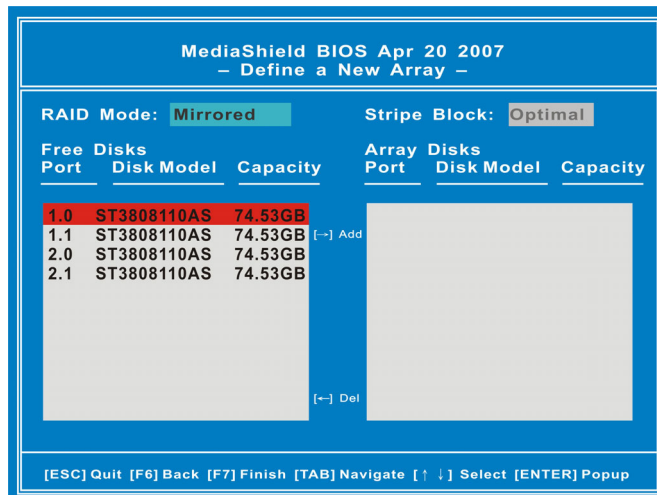 MediaShield BIOS Apr 20 2007
– Define a New Array –
RAID Mode: Mirrored Stripe Block: Optimal
Free Disks Array Disks
Port Disk Model Capacity Port Disk Model Capacity
1.0 ST3808110AS 74.53GB
1.1 ST3808110AS 74.53GB [→] Add
2.0 ST3808110AS 74.53GB
2.1 ST3808110AS 74.53GB
[←] Del
[ESC] Quit [F6] Back [F7] Finish [TAB] Navigate [↑ ↓] Select [ENTER] Popup